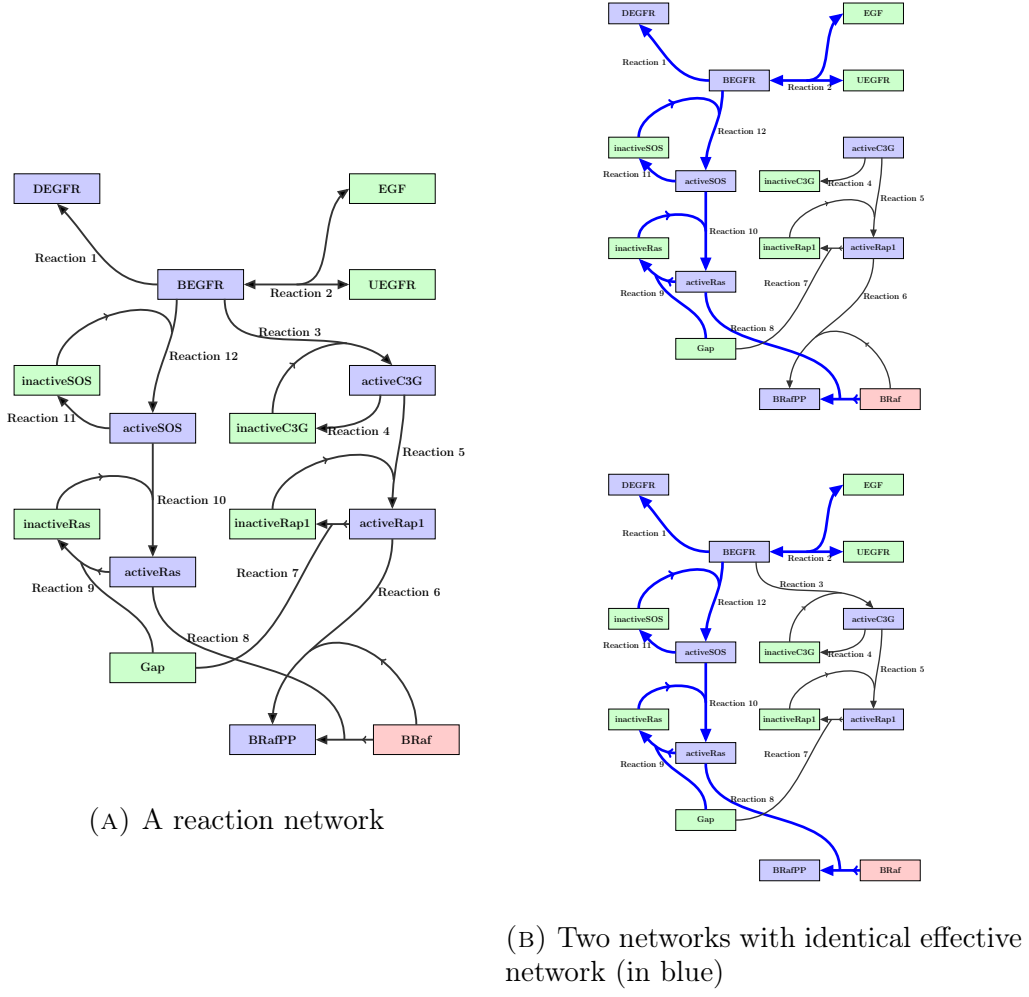 DEGFR
EGF
Reaction 1
BEGFR
Reaction 2
UEGFR
Reaction 3
Reaction 12
inactiveSOS
activeC3G
Reaction 11
activeSOS
inactiveC3G
Reaction 4
Reaction 5
Reaction 10
inactiveRas
inactiveRap1
activeRap1
activeRas
Reaction 7
Reaction 9
Reaction 6
Reaction 8
Gap
BRafPP
BRaf
(A) A reaction network
DEGFR
EGF
Reaction 1
BEGFR
Reaction 2
UEGFR
Reaction 12
inactiveSOS
activeC3G
Reaction 11
activeSOS
inactiveC3G
Reaction 4
Reaction 5
Reaction 10
inactiveRas
inactiveRap1
activeRap1
activeRas
Reaction 7
Reaction 9
Reaction 6
Reaction 8
Gap
BRafPP
BRaf
DEGFR
EGF
Reaction 1
BEGFR
Reaction 2
UEGFR
Reaction 3
Reaction 12
inactiveSOS
activeC3G
Reaction 11
activeSOS
inactiveC3G
Reaction 4
Reaction 5
Reaction 10
inactiveRas
inactiveRap1
activeRap1
activeRas
Reaction 7
Reaction 9
Reaction 8
Gap
BRafPP
BRaf
(B) Two networks with identical effective
network (in blue)